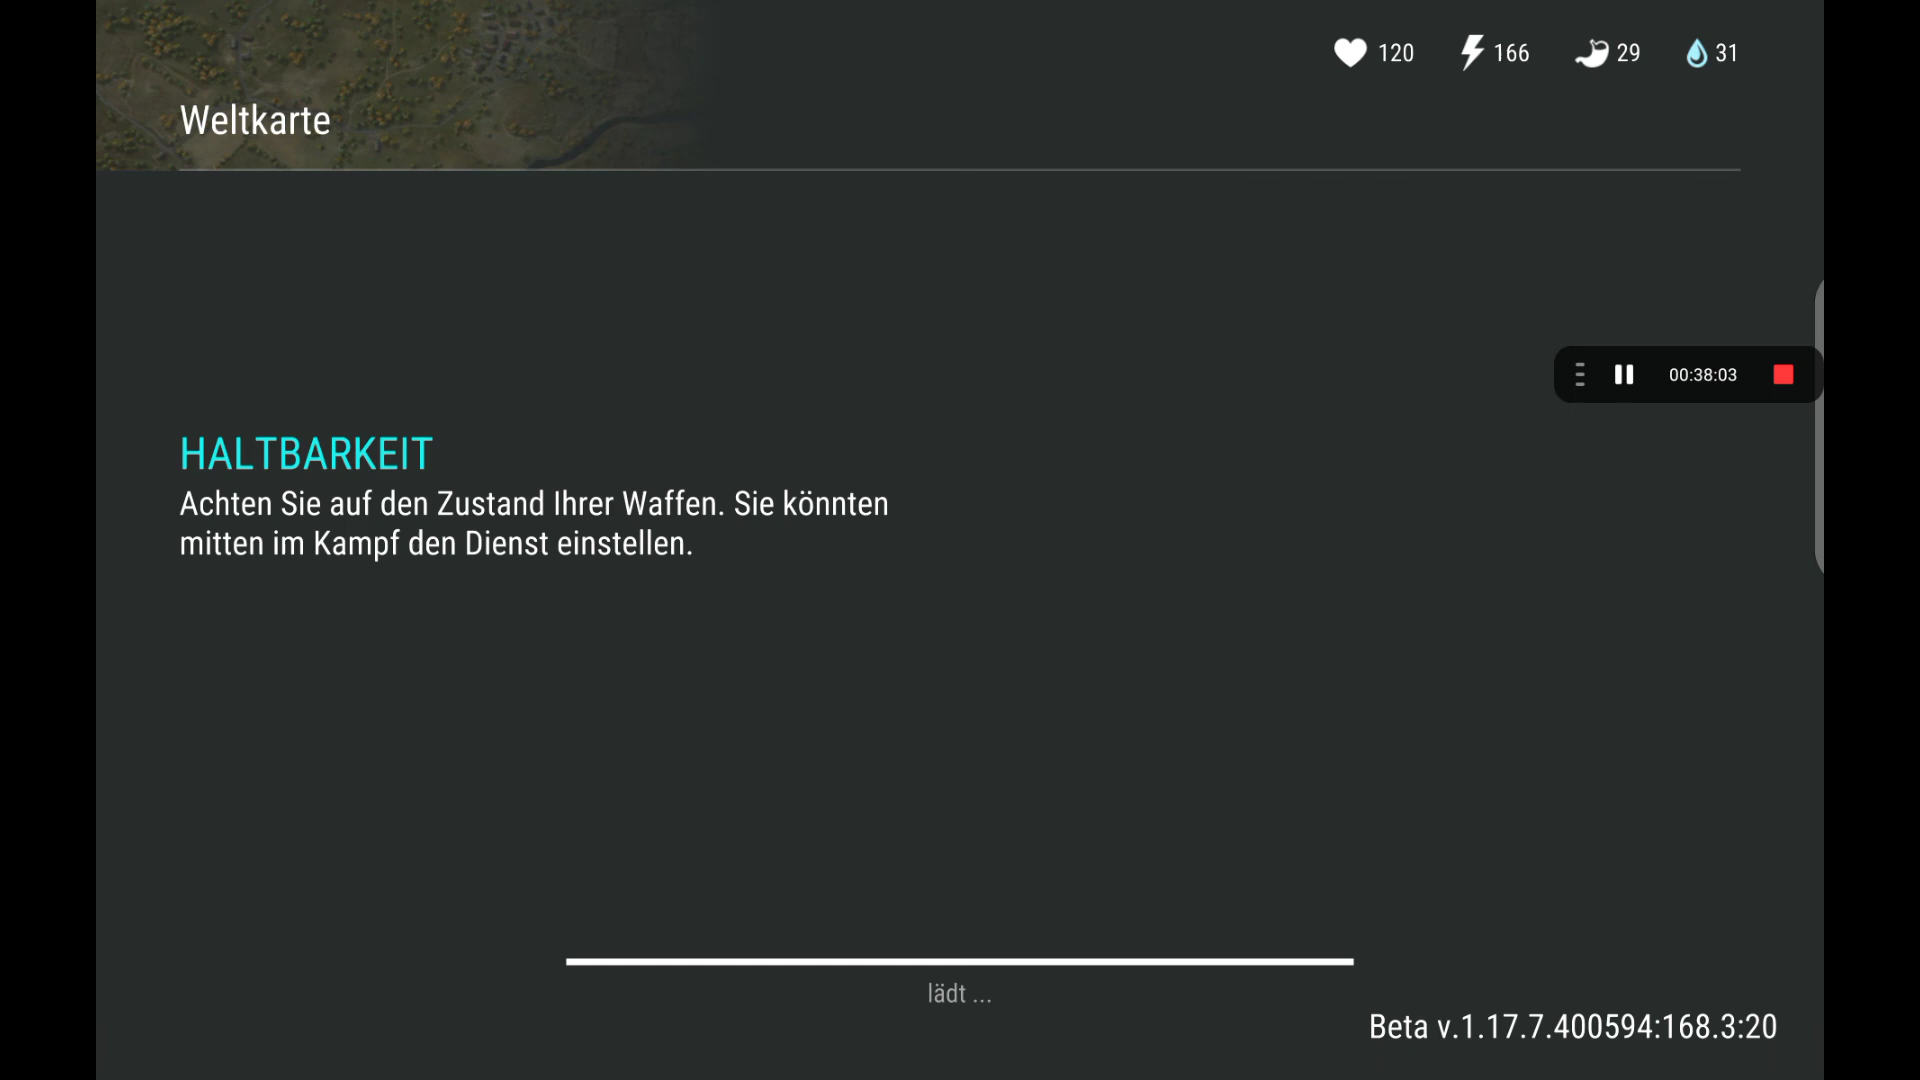 120 166 29 31
Weltkarte
00:38:03
HALTBARKEIT
Achten Sie auf den Zustand Ihrer Waffen. Sie könnten
mitten im Kampf den Dienst einstellen.
lädt ...
Beta v.1.17.7.400594:168.3:20